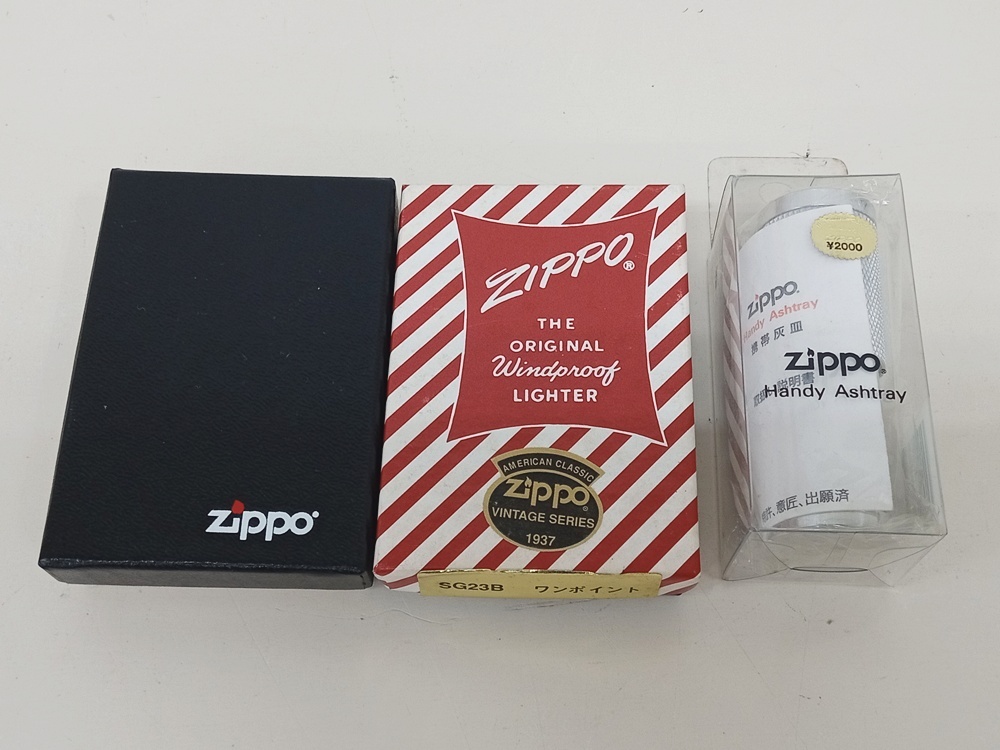 zippo
ZIPPO®
THE
ORIGINAL
Windproof
LIGHTER
AMERICAN CLASSIC
Zippo®
VINTAGE SERIES
1937
SG23B ワンポイント
¥2000
zippo
Handy Ashtray
携帯灰皿
説明書
zippo
Handy Ashtray
意匠、出願済